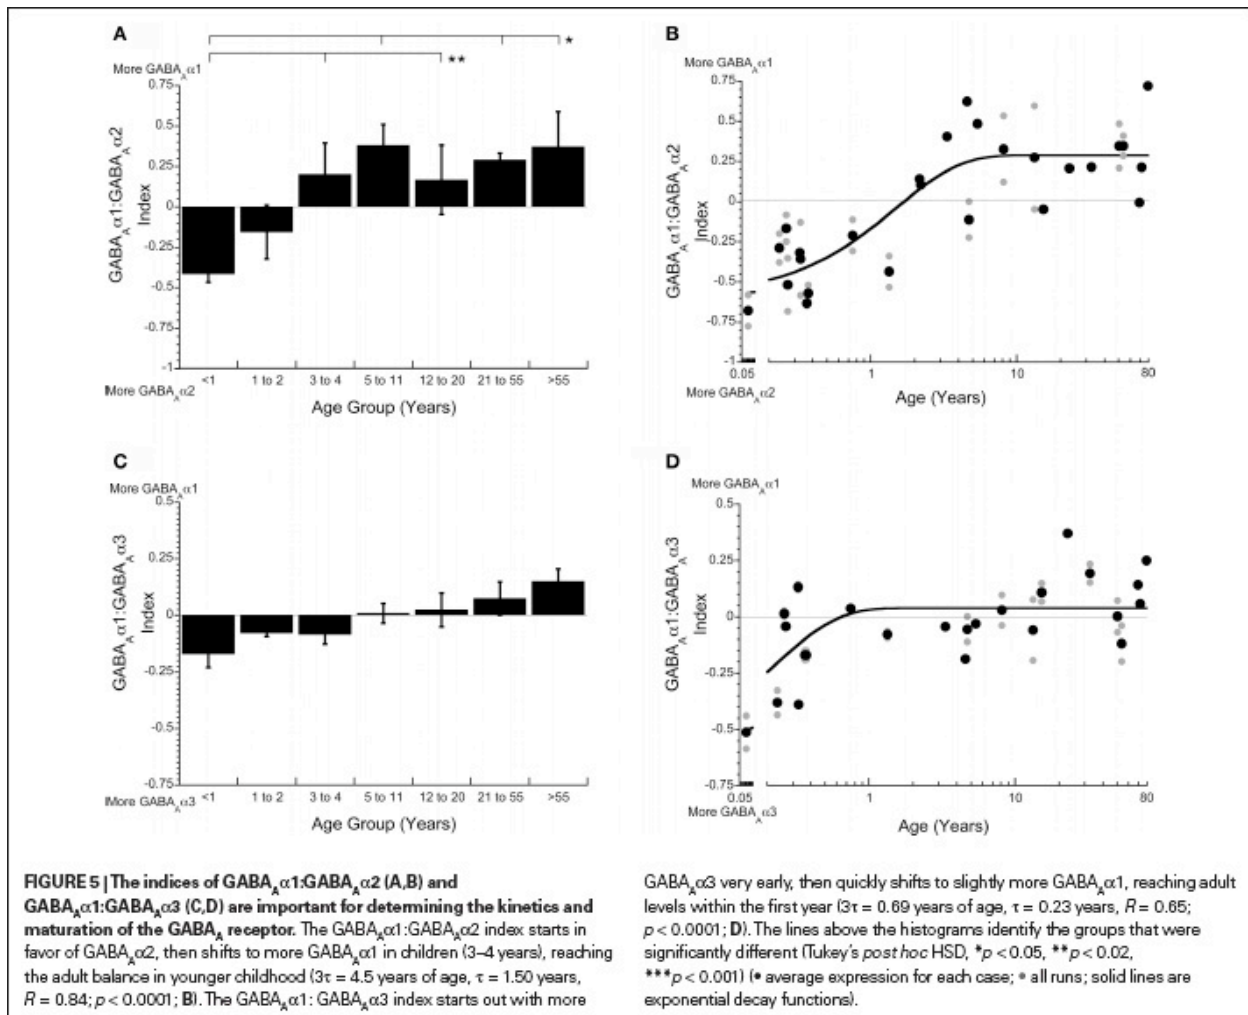 A
*
**
More GABAAα1
0.75
0.5
0.25
0
-0.25
-0.5
-0.75
-1
GABAAα1:GABAAα2
Index
<1
1 to 2
3 to 4
5 to 11
12 to 20
21 to 55
>55
More GABAAα2
Age Group (Years)
B
More GABAAα1
0.75
0.5
0.25
0
-0.25
-0.5
-0.75
-1
GABAAα1:GABAAα2
Index
0.05
1
10
80
More GABAAα2
Age (Years)
C
More GABAAα1
0.5
0.25
0
-0.25
-0.5
-0.75
GABAAα1:GABAAα3
Index
More GABAAα3
<1
1 to 2
3 to 4
5 to 11
12 to 20
21 to 55
>55
Age Group (Years)
D
More GABAAα1
0.5
0.25
0
-0.25
-0.5
-0.75
GABAAα1:GABAAα3
Index
0.05
1
10
80
More GABAAα3
Age (Years)
FIGURE 5 | The indices of GABAAα1:GABAAα2 (A,B) and
GABAAα1:GABAAα3 (C,D) are important for determining the kinetics and
maturation of the GABAA receptor. The GABAAα1:GABAAα2 index starts in
favor of GABAAα2, then shifts to more GABAAα1 in children (3–4 years), reaching
the adult balance in younger childhood (3τ = 4.5 years of age, τ = 1.50 years,
R = 0.84; p < 0.0001; B). The GABAAα1: GABAAα3 index starts out with more
GABAAα3 very early, then quickly shifts to slightly more GABAAα1, reaching adult
levels within the first year (3τ = 0.69 years of age, τ = 0.23 years, R = 0.65;
p < 0.0001; D). The lines above the histograms identify the groups that were
significantly different (Tukey's post hoc HSD, *p < 0.05, **p < 0.02,
***p < 0.001) (• average expression for each case; • all runs; solid lines are
exponential decay functions).